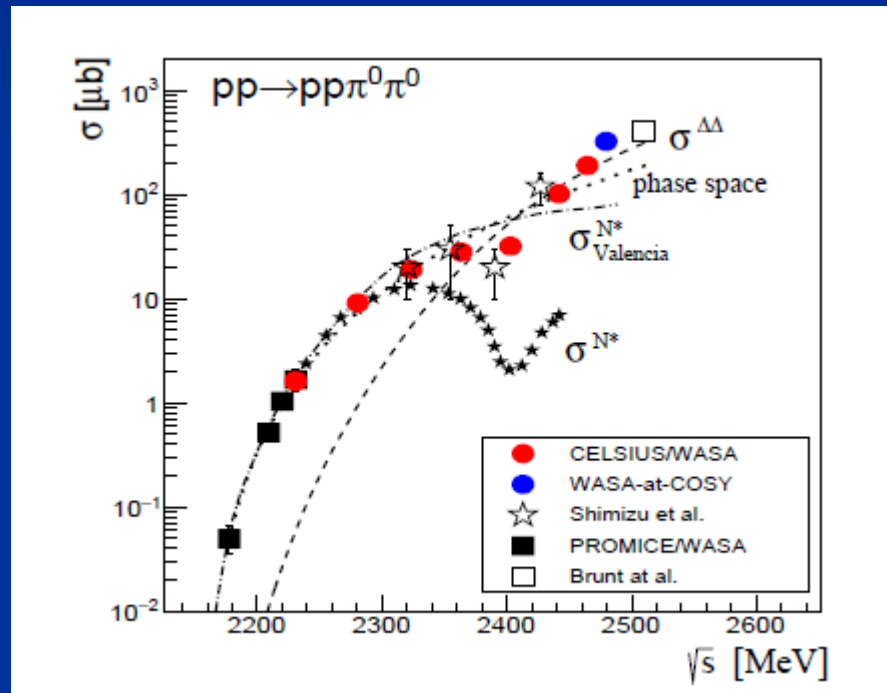 pp→ppπ⁰π⁰
σ [μb]
10³
10²
10
1
10⁻¹
10⁻²
σ ΔΔ
phase space
σ N* Valencia
σ N*
CELSIUS/WASA
WASA-at-COSY
Shimizu et al.
PROMICE/WASA
Brunt at al.
2200 2300 2400 2500 2600
√s [MeV]